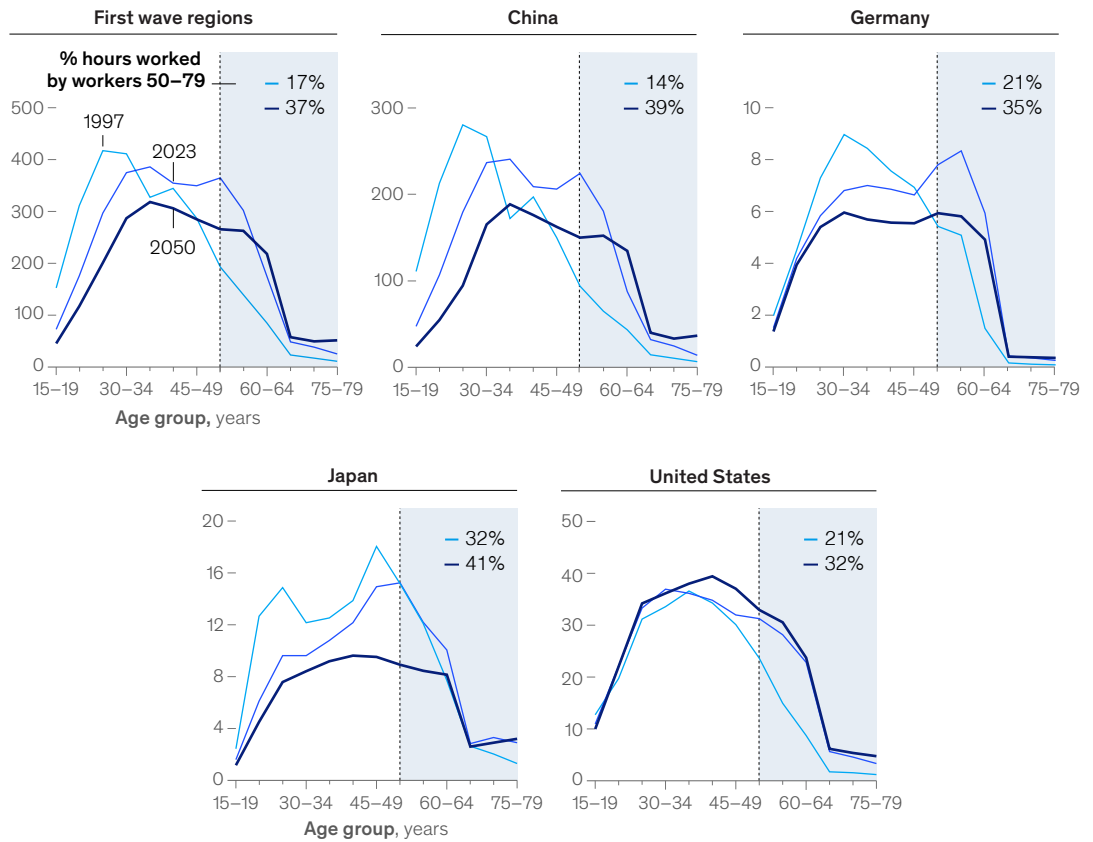 First wave regions
% hours worked
by workers 50–79
17%
37%
500
400
300
200
100
0
1997
2023
2050
15–19 30–34 45–49 60–64 75–79
Age group, years
China
14%
39%
300
200
100
0
15–19 30–34 45–49 60–64 75–79
Germany
21%
35%
10
8
6
4
2
0
15–19 30–34 45–49 60–64 75–79
Japan
32%
41%
20
16
12
8
4
0
15–19 30–34 45–49 60–64 75–79
Age group, years
United States
21%
32%
50
40
30
20
10
0
15–19 30–34 45–49 60–64 75–79